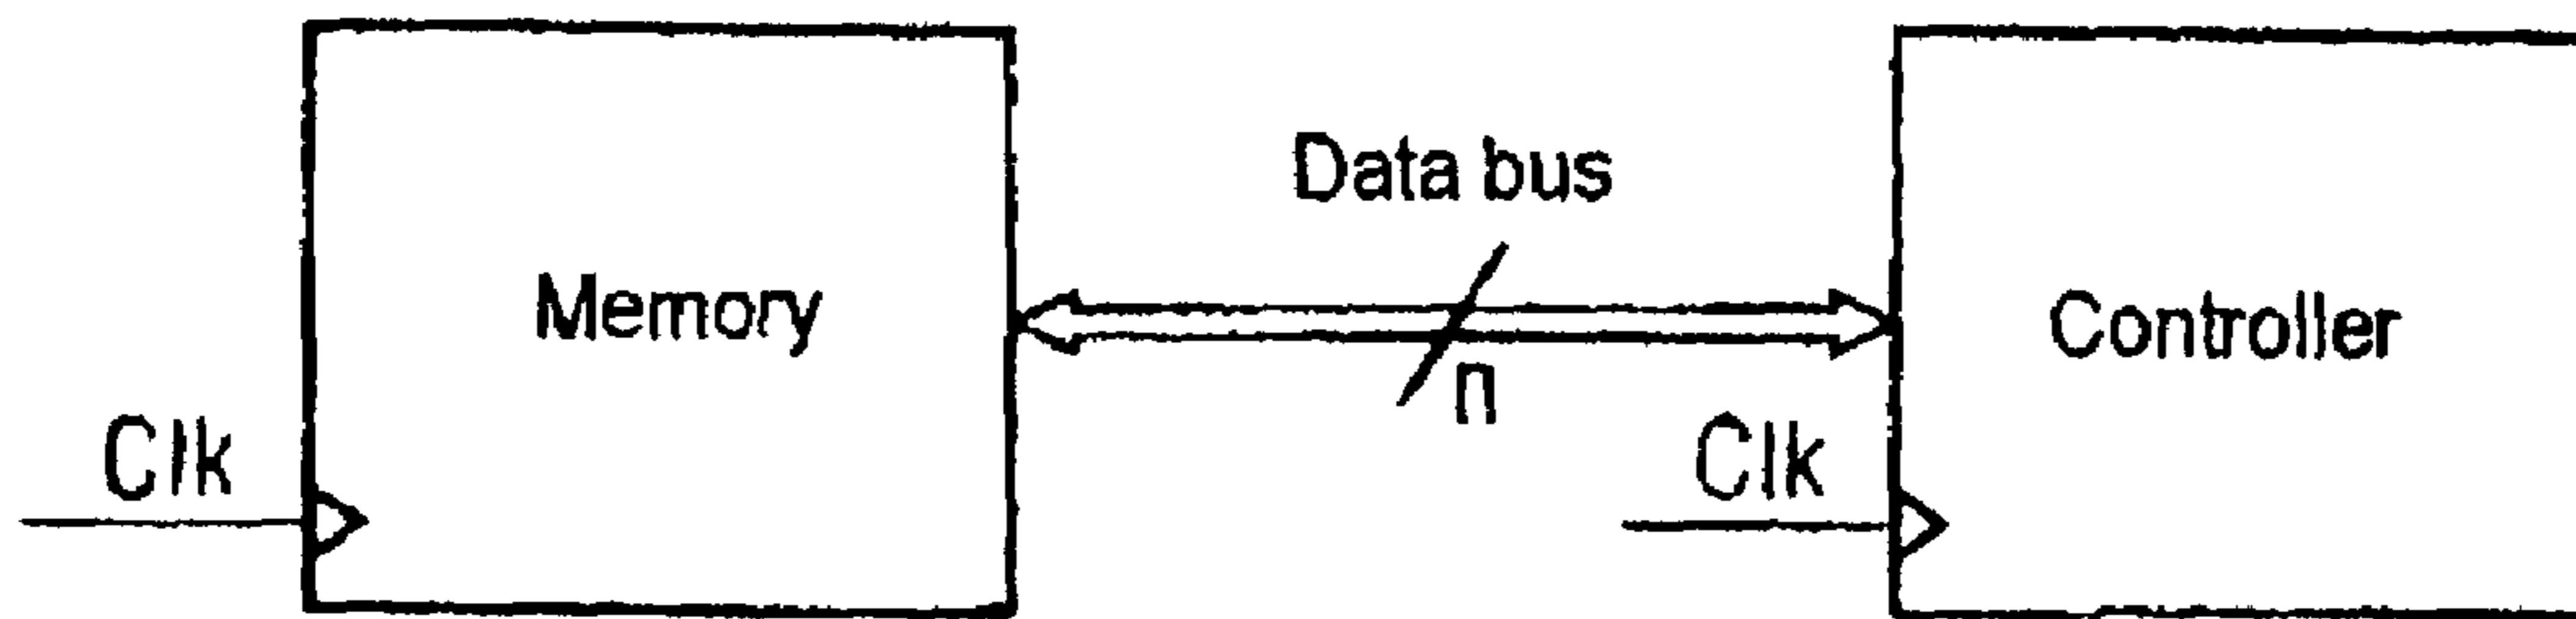 Data bus
Memory
Controller
n
Clk
Clk